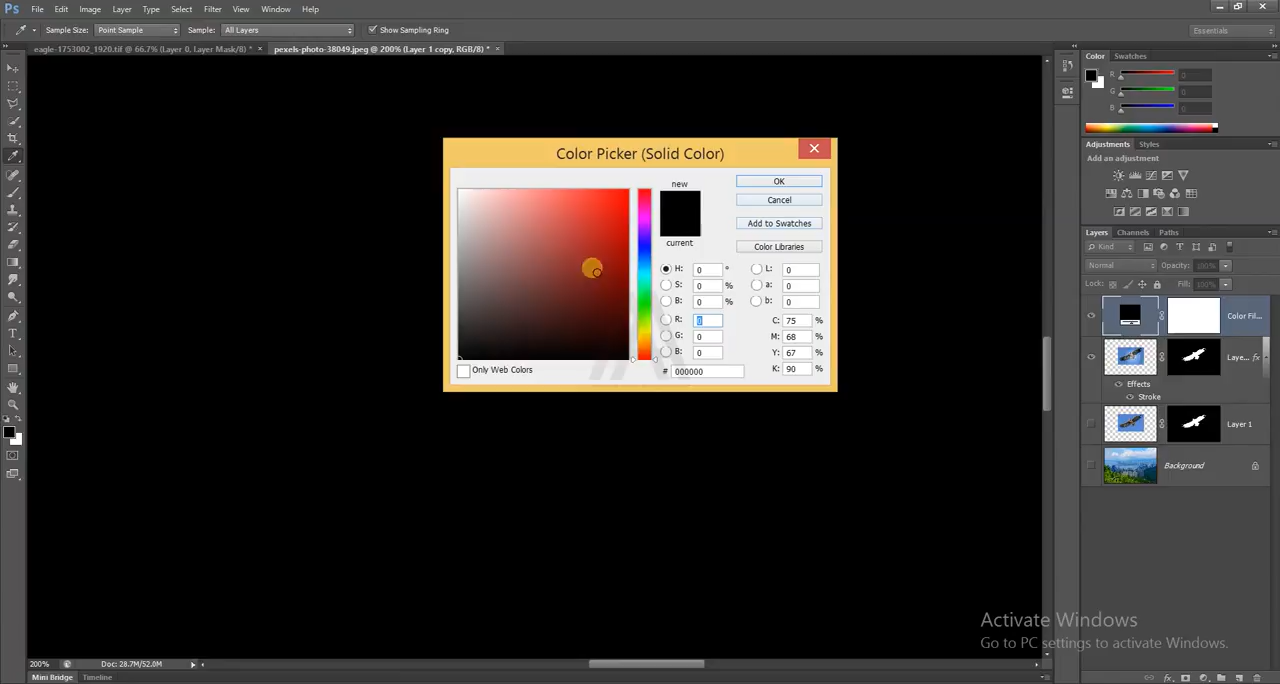 Ps File Edit Image Layer Type Select Filter View Window Help
Sample Size: Point Sample Sample: All Layers Show Sampling Ring Essentials
eagle-1753002_1920.tif @ 66.7% (Layer 0, Layer Mask/8) * × pexels-photo-38049.jpeg @ 200% (Layer 1 copy, RGB/8) * ×
Color Swatches
R 0
G 0
B 0
Color Picker (Solid Color)
new
current
OK
Cancel
Add to Swatches
Color Libraries
H: 0 ° L: 0
S: 0 % a: 0
B: 0 % b: 0
R: 0 C: 75 %
G: 0 M: 68 %
B: 0 Y: 67 %
# 000000 K: 90 %
Only Web Colors
Adjustments Styles
Add an adjustment
Layers Channels Paths
Kind
Normal Opacity: 100%
Lock: Fill: 100%
Color Fil...
Laye... fx
Effects
Stroke
Layer 1
Background
Activate Windows
Go to PC settings to activate Windows.
200% Doc: 28.7M/52.0M
Mini Bridge Timeline
fx